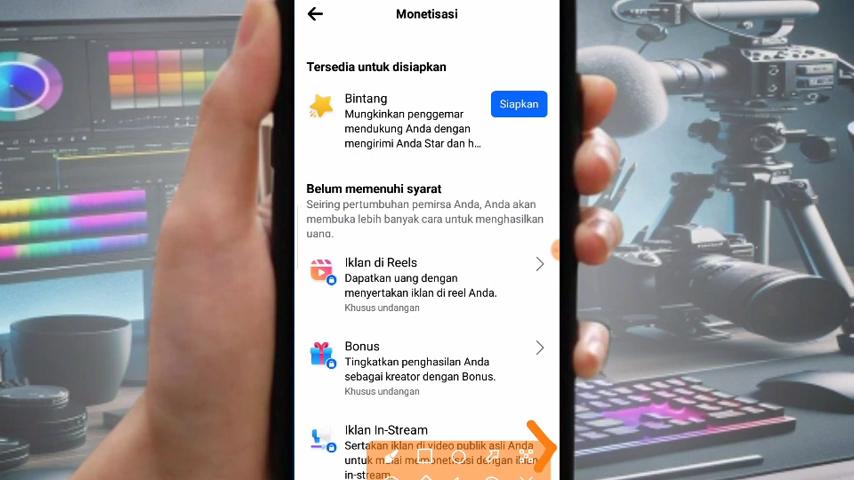 Monetisasi
Tersedia untuk disiapkan
Bintang
Mungkinkan penggemar
mendukung Anda dengan
mengirimi Anda Star dan h...
Siapkan
Belum memenuhi syarat
Seiring pertumbuhan pemirsa Anda, Anda akan
membuka lebih banyak cara untuk menghasilkan
uang.
Iklan di Reels
Dapatkan uang dengan
menyertakan iklan di reel Anda.
Khusus undangan
Bonus
Tingkatkan penghasilan Anda
sebagai kreator dengan Bonus.
Khusus undangan
Iklan In-Stream
Sertakan iklan di video publik asli Anda
untuk mulai memonetisasi dengan iklan
in-stream